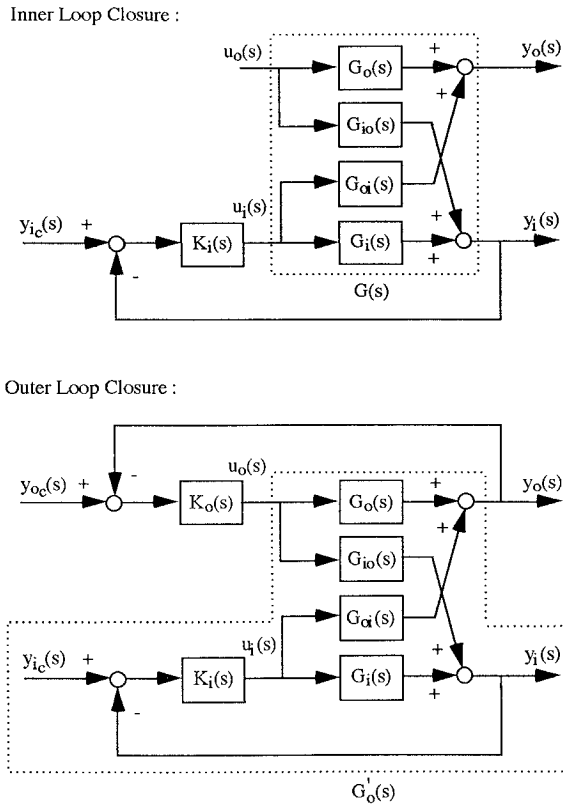 Inner Loop Closure :
u_o(s)
G_o(s)
+
y_o(s)
+
G_io(s)
G_oi(s)
y_ic(s)
+
K_i(s)
u_i(s)
G_i(s)
+
+
y_i(s)
-
G(s)
Outer Loop Closure :
y_oc(s)
+
-
K_o(s)
u_o(s)
G_o(s)
+
y_o(s)
+
G_io(s)
G_oi(s)
y_ic(s)
+
K_i(s)
u_i(s)
G_i(s)
+
+
y_i(s)
-
G'_o(s)